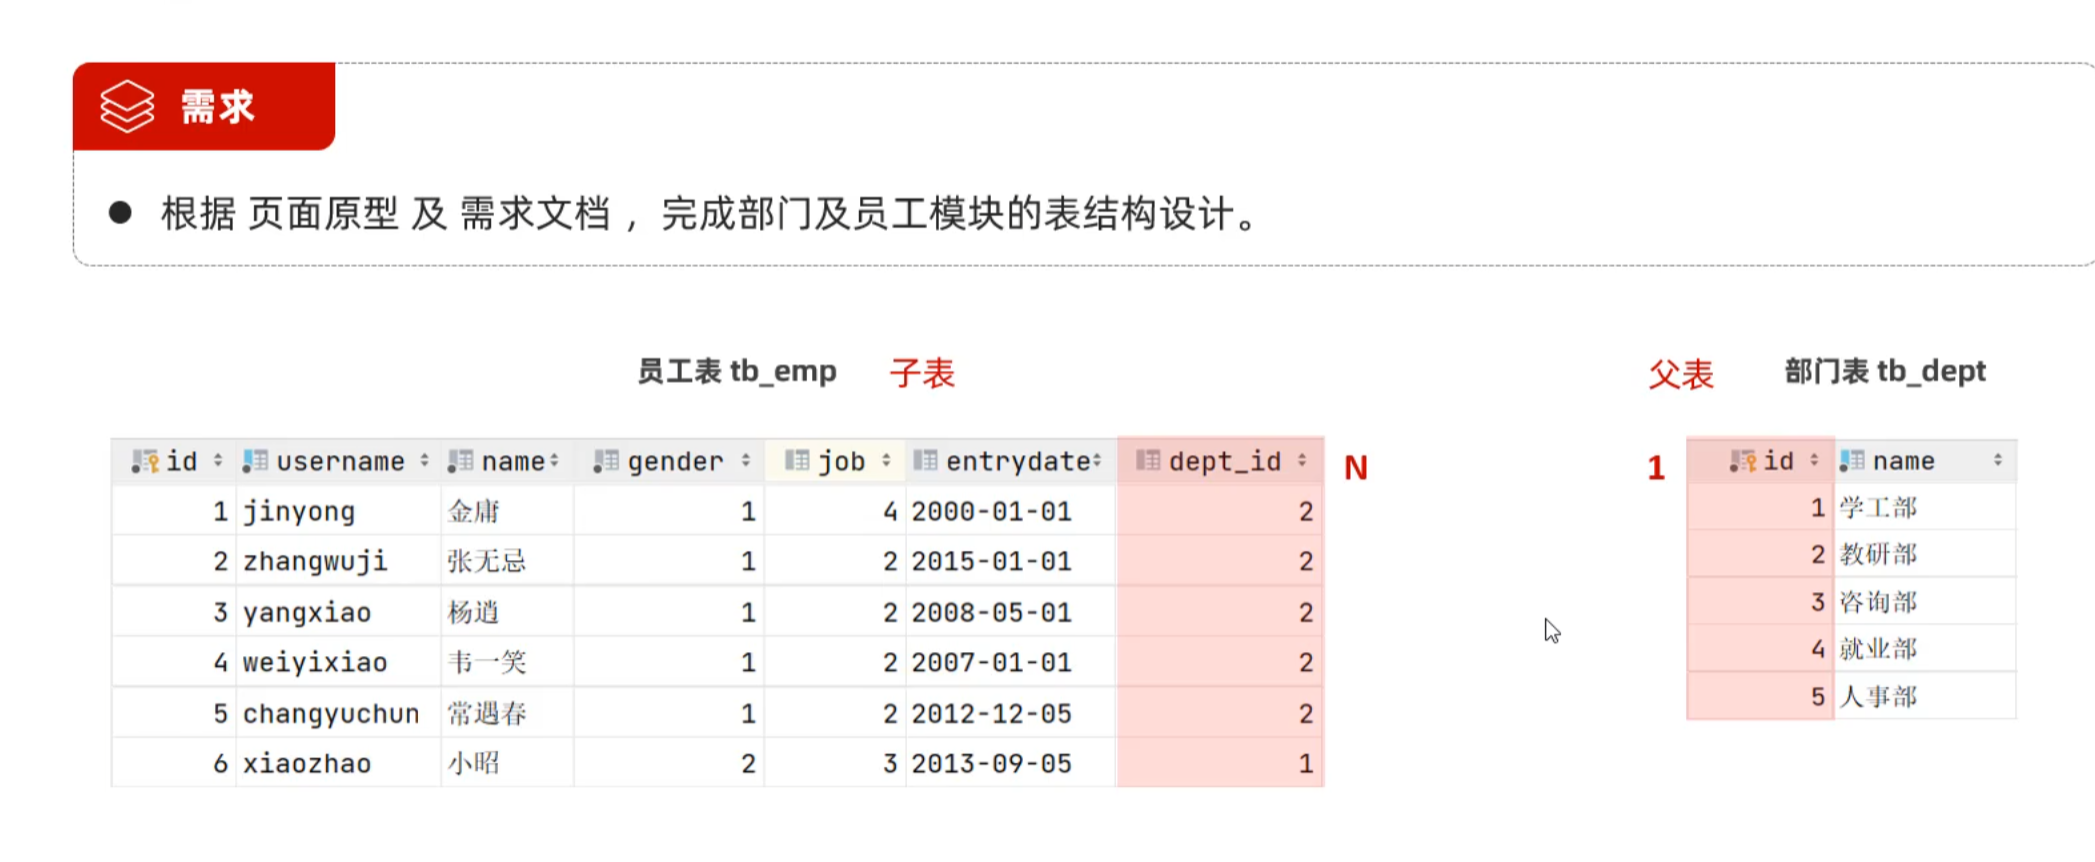 需求
● 根据 页面原型 及 需求文档 ，完成部门及员工模块的表结构设计。
员工表 tb_emp 子表
id username name gender job entrydate dept_id N
1 jinyong 金庸 1 4 2000-01-01 2
2 zhangwuji 张无忌 1 2 2015-01-01 2
3 yangxiao 杨逍 1 2 2008-05-01 2
4 weiyixiao 韦一笑 1 2 2007-01-01 2
5 changyuchun 常遇春 1 2 2012-12-05 2
6 xiaozhao 小昭 2 3 2013-09-05 1
父表 部门表 tb_dept
1 id name
1 学工部
2 教研部
3 咨询部
4 就业部
5 人事部